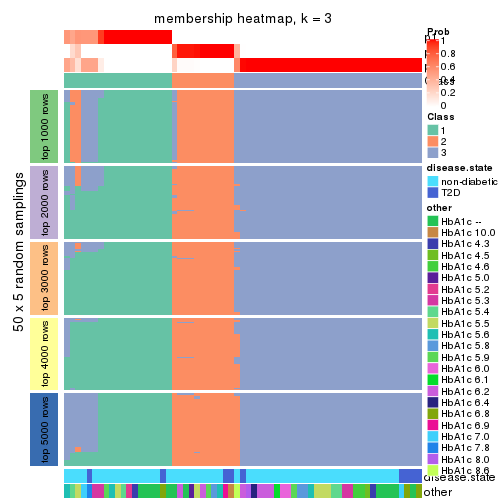 membership heatmap, k = 3
50 x 5 random samplings
top 1000 rows
top 2000 rows
top 3000 rows
top 4000 rows
top 5000 rows
disease.state
other
Prob
1
0.8
0.6
0.4
0.2
0
Class
1
2
3
disease.state
non-diabetic
T2D
other
HbA1c --
HbA1c 10.0
HbA1c 4.3
HbA1c 4.5
HbA1c 4.6
HbA1c 5.0
HbA1c 5.2
HbA1c 5.3
HbA1c 5.4
HbA1c 5.5
HbA1c 5.6
HbA1c 5.8
HbA1c 5.9
HbA1c 6.0
HbA1c 6.1
HbA1c 6.2
HbA1c 6.4
HbA1c 6.8
HbA1c 6.9
HbA1c 7.0
HbA1c 7.8
HbA1c 8.0
HbA1c 8.6